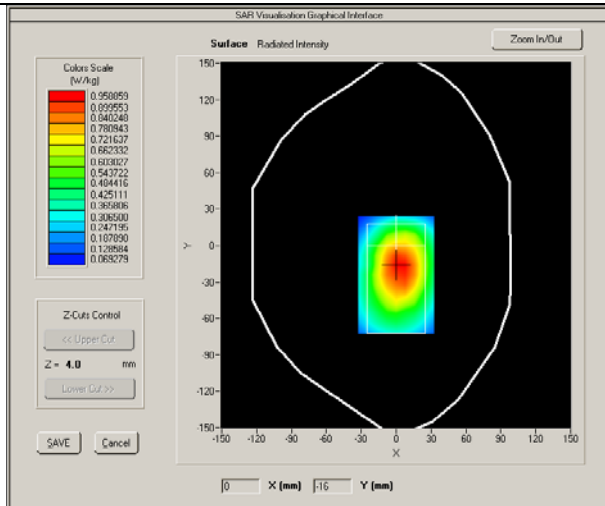 SAR Visualisation Graphical Interface
Surface Radiated Intensity
Zoom In/Out
Colors Scale
(W/kg)
0.958859
0.899553
0.840248
0.780943
0.721637
0.662332
0.603027
0.543722
0.484416
0.425111
0.365806
0.306500
0.247195
0.187890
0.128584
0.069279
Z-Cuts Control
<< Upper Cut
Z = 4.0 mm
Lower Cut >>
SAVE Cancel
150
120
90
60
30
0
-30
-60
-90
-120
-150
Y
-150 -120 -90 -60 -30 0 30 60 90 120 150
X
0 X (mm) -16 Y (mm)